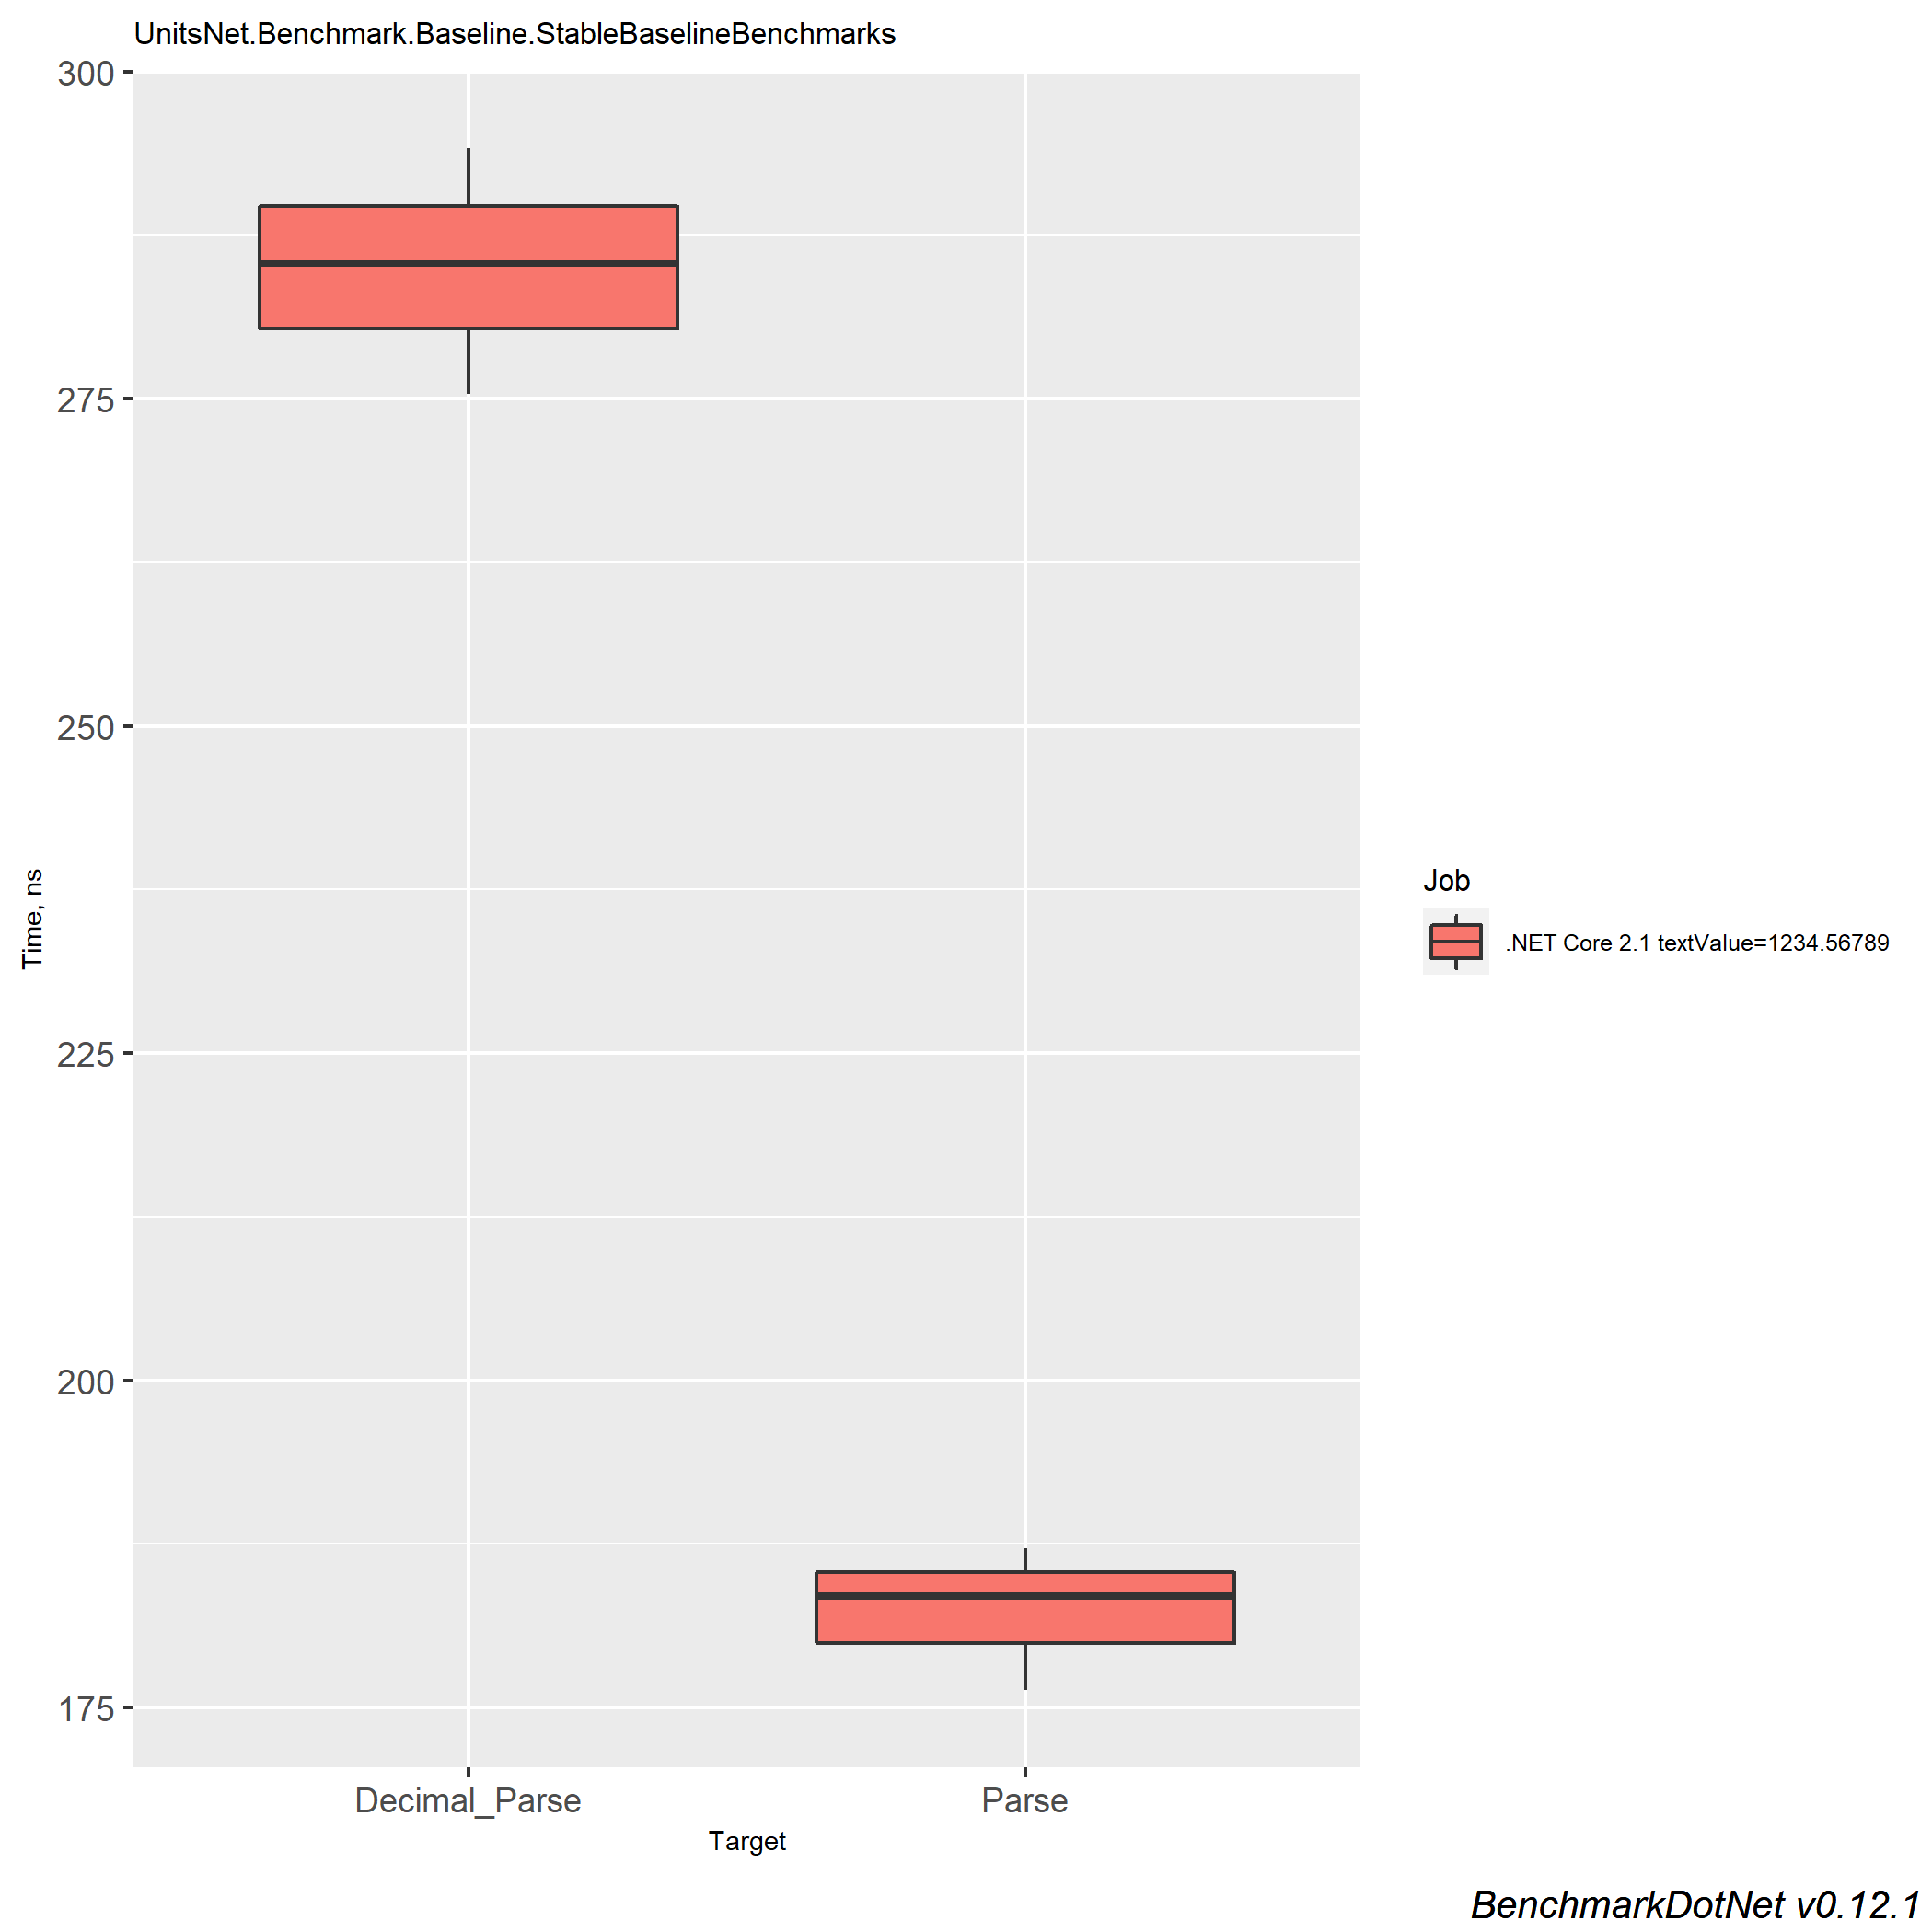 UnitsNet.Benchmark.Baseline.StableBaselineBenchmarks
300
275
250
225
200
175
Time, ns
Decimal_Parse
Parse
Target
Job
.NET Core 2.1 textValue=1234.56789
BenchmarkDotNet v0.12.1